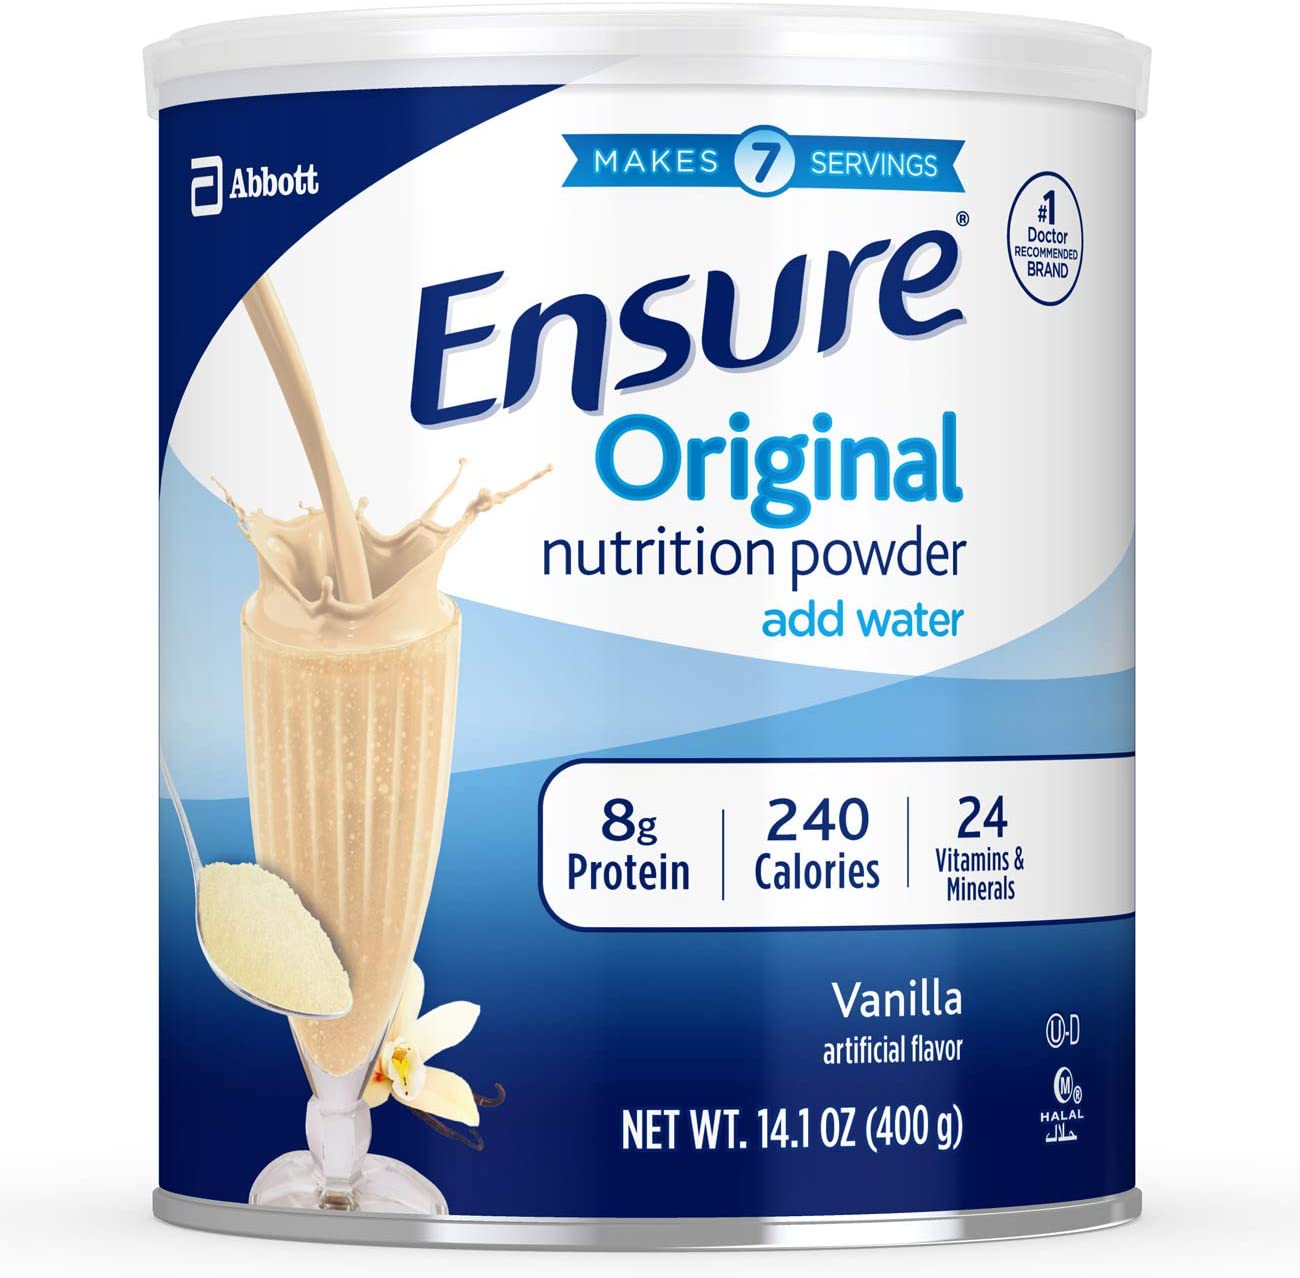 Abbott
MAKES 7 SERVINGS
Ensure®
#1
Doctor
RECOMMENDED
BRAND
Original
nutrition powder
add water
8g
Protein
240
Calories
24
Vitamins &
Minerals
Vanilla
artificial flavor
NET WT. 14.1 OZ (400 g)
U-D
M®
HALAL
حلال